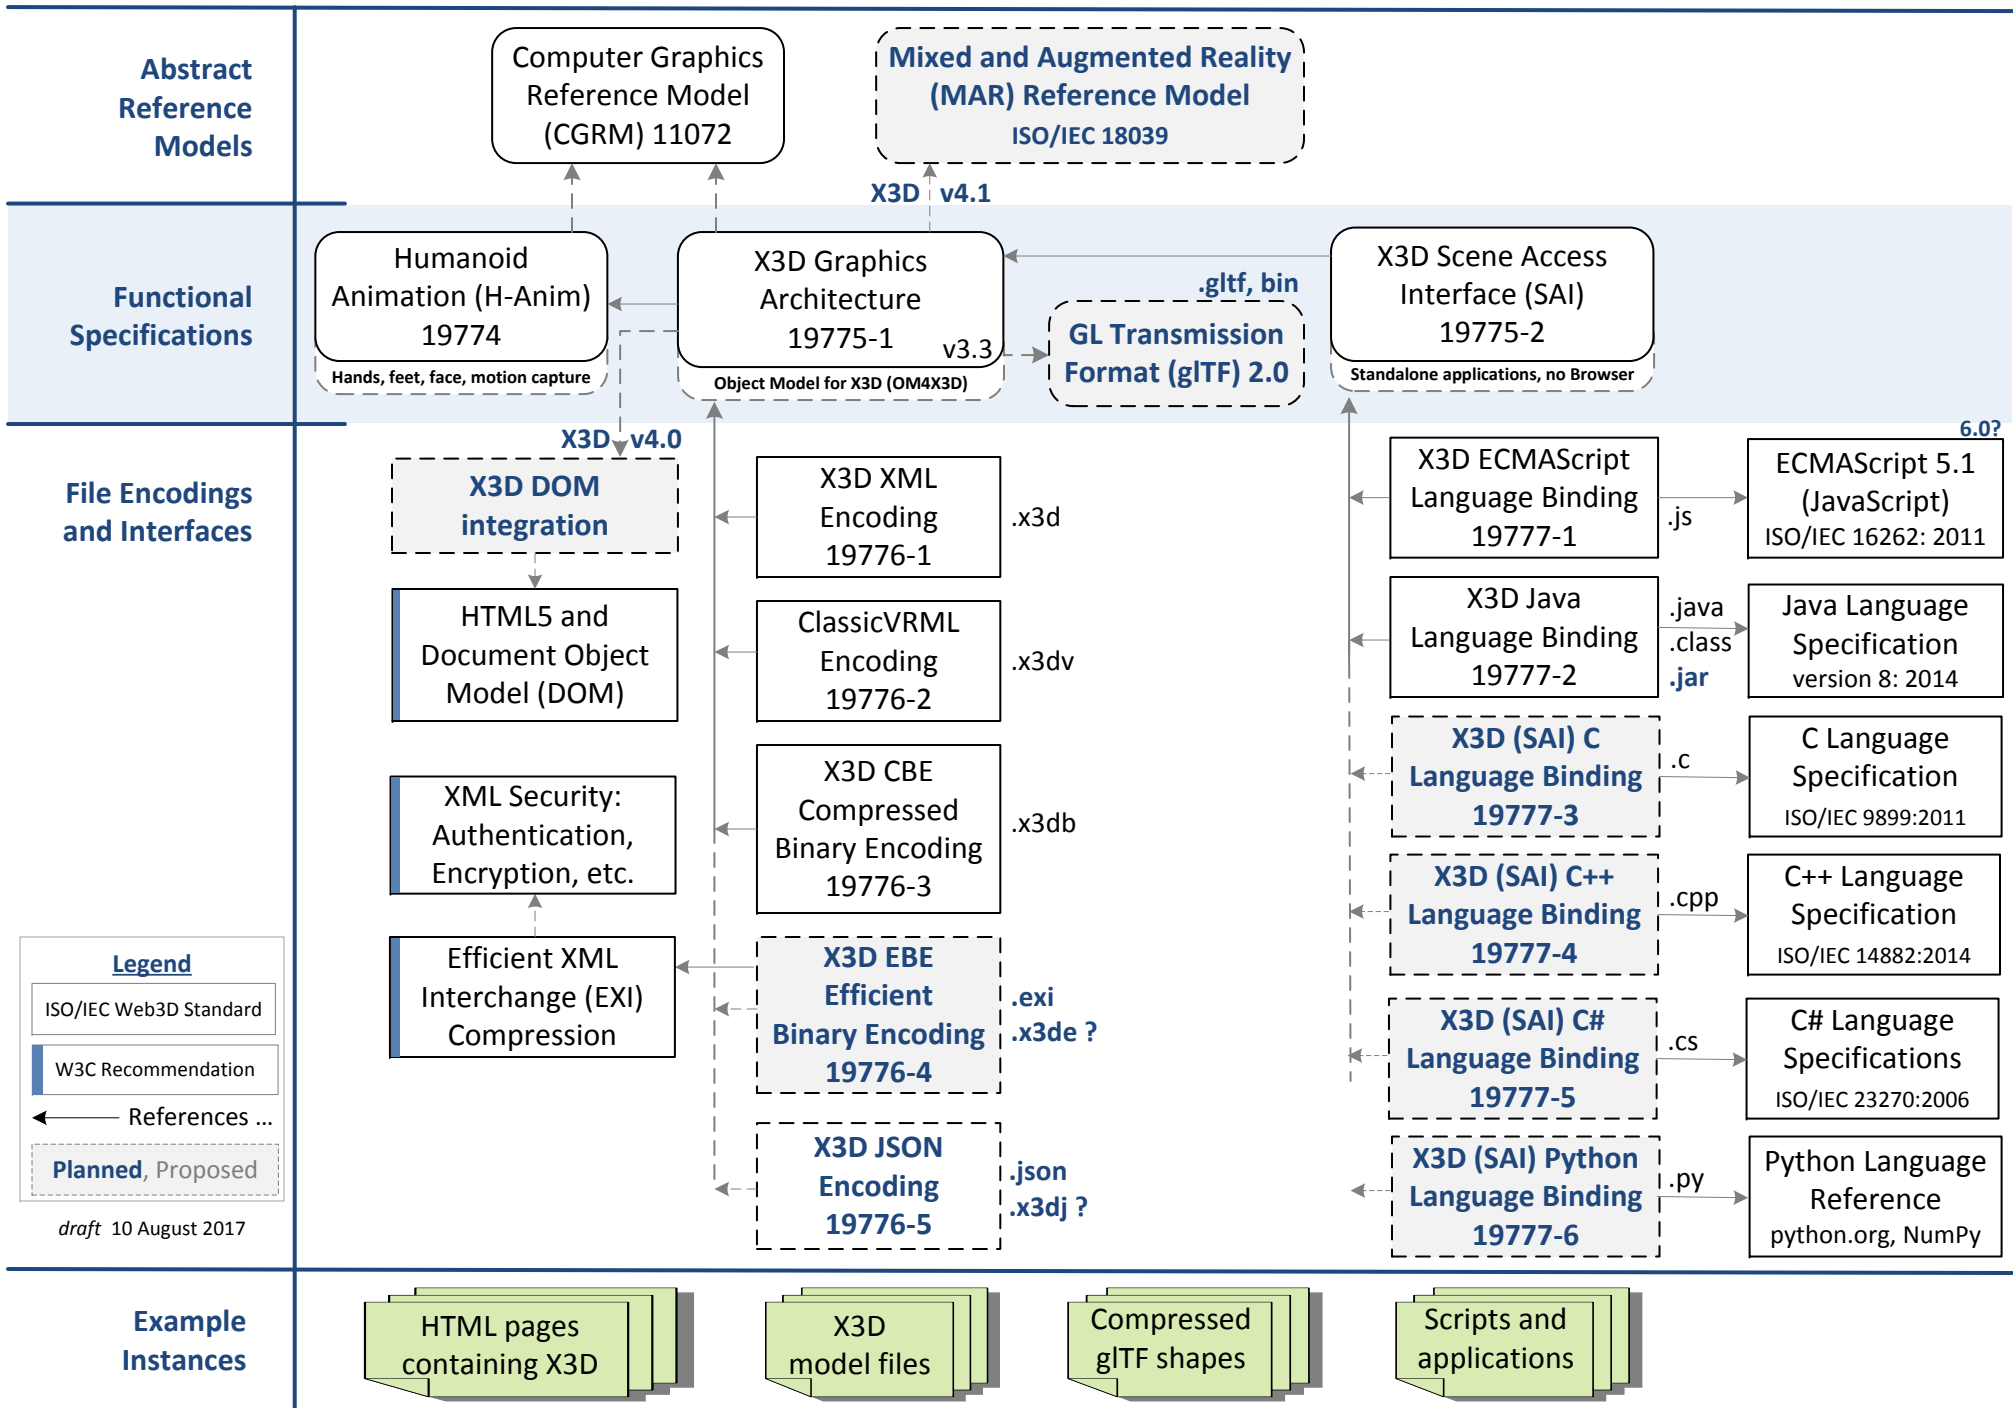 Abstract
Reference
Models
Computer Graphics
Reference Model
(CGRM) 11072
Mixed and Augmented Reality
(MAR) Reference Model
ISO/IEC 18039
X3D v4.1
Functional
Specifications
Humanoid
Animation (H-Anim)
19774
Hands, feet, face, motion capture
X3D Graphics
Architecture
19775-1
v3.3
Object Model for X3D (OM4X3D)
.gltf, bin
GL Transmission
Format (glTF) 2.0
X3D Scene Access
Interface (SAI)
19775-2
Standalone applications, no Browser
File Encodings
and Interfaces
X3D v4.0
X3D DOM
integration
HTML5 and
Document Object
Model (DOM)
XML Security:
Authentication,
Encryption, etc.
Efficient XML
Interchange (EXI)
Compression
X3D XML
Encoding
19776-1
.x3d
ClassicVRML
Encoding
19776-2
.x3dv
X3D CBE
Compressed
Binary Encoding
19776-3
.x3db
X3D EBE
Efficient
Binary Encoding
19776-4
.exi
.x3de ?
X3D JSON
Encoding
19776-5
.json
.x3dj ?
X3D ECMAScript
Language Binding
19777-1
.js
6.0?
ECMAScript 5.1
(JavaScript)
ISO/IEC 16262: 2011
X3D Java
Language Binding
19777-2
.java
.class
.jar
Java Language
Specification
version 8: 2014
X3D (SAI) C
Language Binding
19777-3
.c
C Language
Specification
ISO/IEC 9899:2011
X3D (SAI) C++
Language Binding
19777-4
.cpp
C++ Language
Specification
ISO/IEC 14882:2014
X3D (SAI) C#
Language Binding
19777-5
.cs
C# Language
Specifications
ISO/IEC 23270:2006
X3D (SAI) Python
Language Binding
19777-6
.py
Python Language
Reference
python.org, NumPy
Legend
ISO/IEC Web3D Standard
W3C Recommendation
References ...
Planned, Proposed
draft 10 August 2017
Example
Instances
HTML pages
containing X3D
X3D
model files
Compressed
glTF shapes
Scripts and
applications